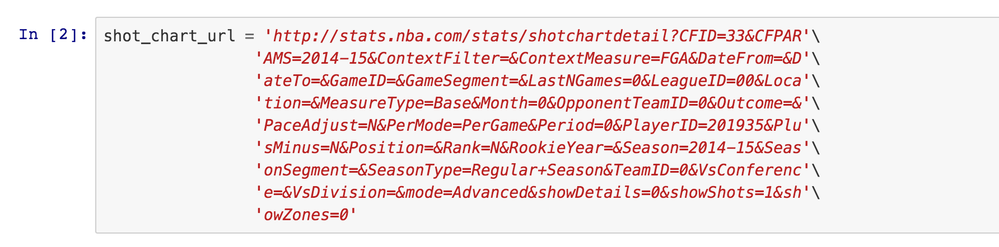 In [2]: shot_chart_url = 'http://stats.nba.com/stats/shotchartdetail?CFID=33&CFPAR'\
'AMS=2014-15&ContextFilter=&ContextMeasure=FGA&DateFrom=&D'\
'ateTo=&GameID=&GameSegment=&LastNGames=0&LeagueID=00&Loca'\
'tion=&MeasureType=Base&Month=0&OpponentTeamID=0&Outcome=&'\
'PaceAdjust=N&PerMode=PerGame&Period=0&PlayerID=201935&Plu'\
'sMinus=N&Position=&Rank=N&RookieYear=&Season=2014-15&Seas'\
'onSegment=&SeasonType=Regular+Season&TeamID=0&VsConferenc'\
'e=&VsDivision=&mode=Advanced&showDetails=0&showShots=1&sh'\
'owZones=0'